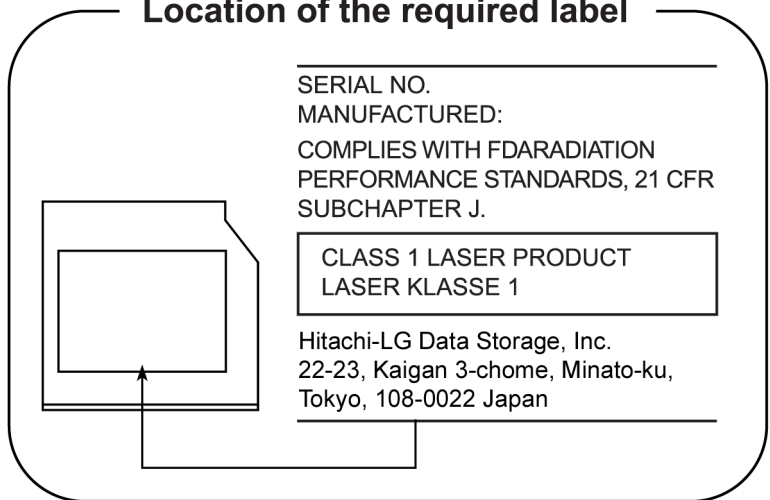 Location of the required label
SERIAL NO.
MANUFACTURED:
COMPLIES WITH FDARADIATION
PERFORMANCE STANDARDS, 21 CFR
SUBCHAPTER J.
CLASS 1 LASER PRODUCT
LASER KLASSE 1
Hitachi-LG Data Storage, Inc.
22-23, Kaigan 3-chome, Minato-ku,
Tokyo, 108-0022 Japan